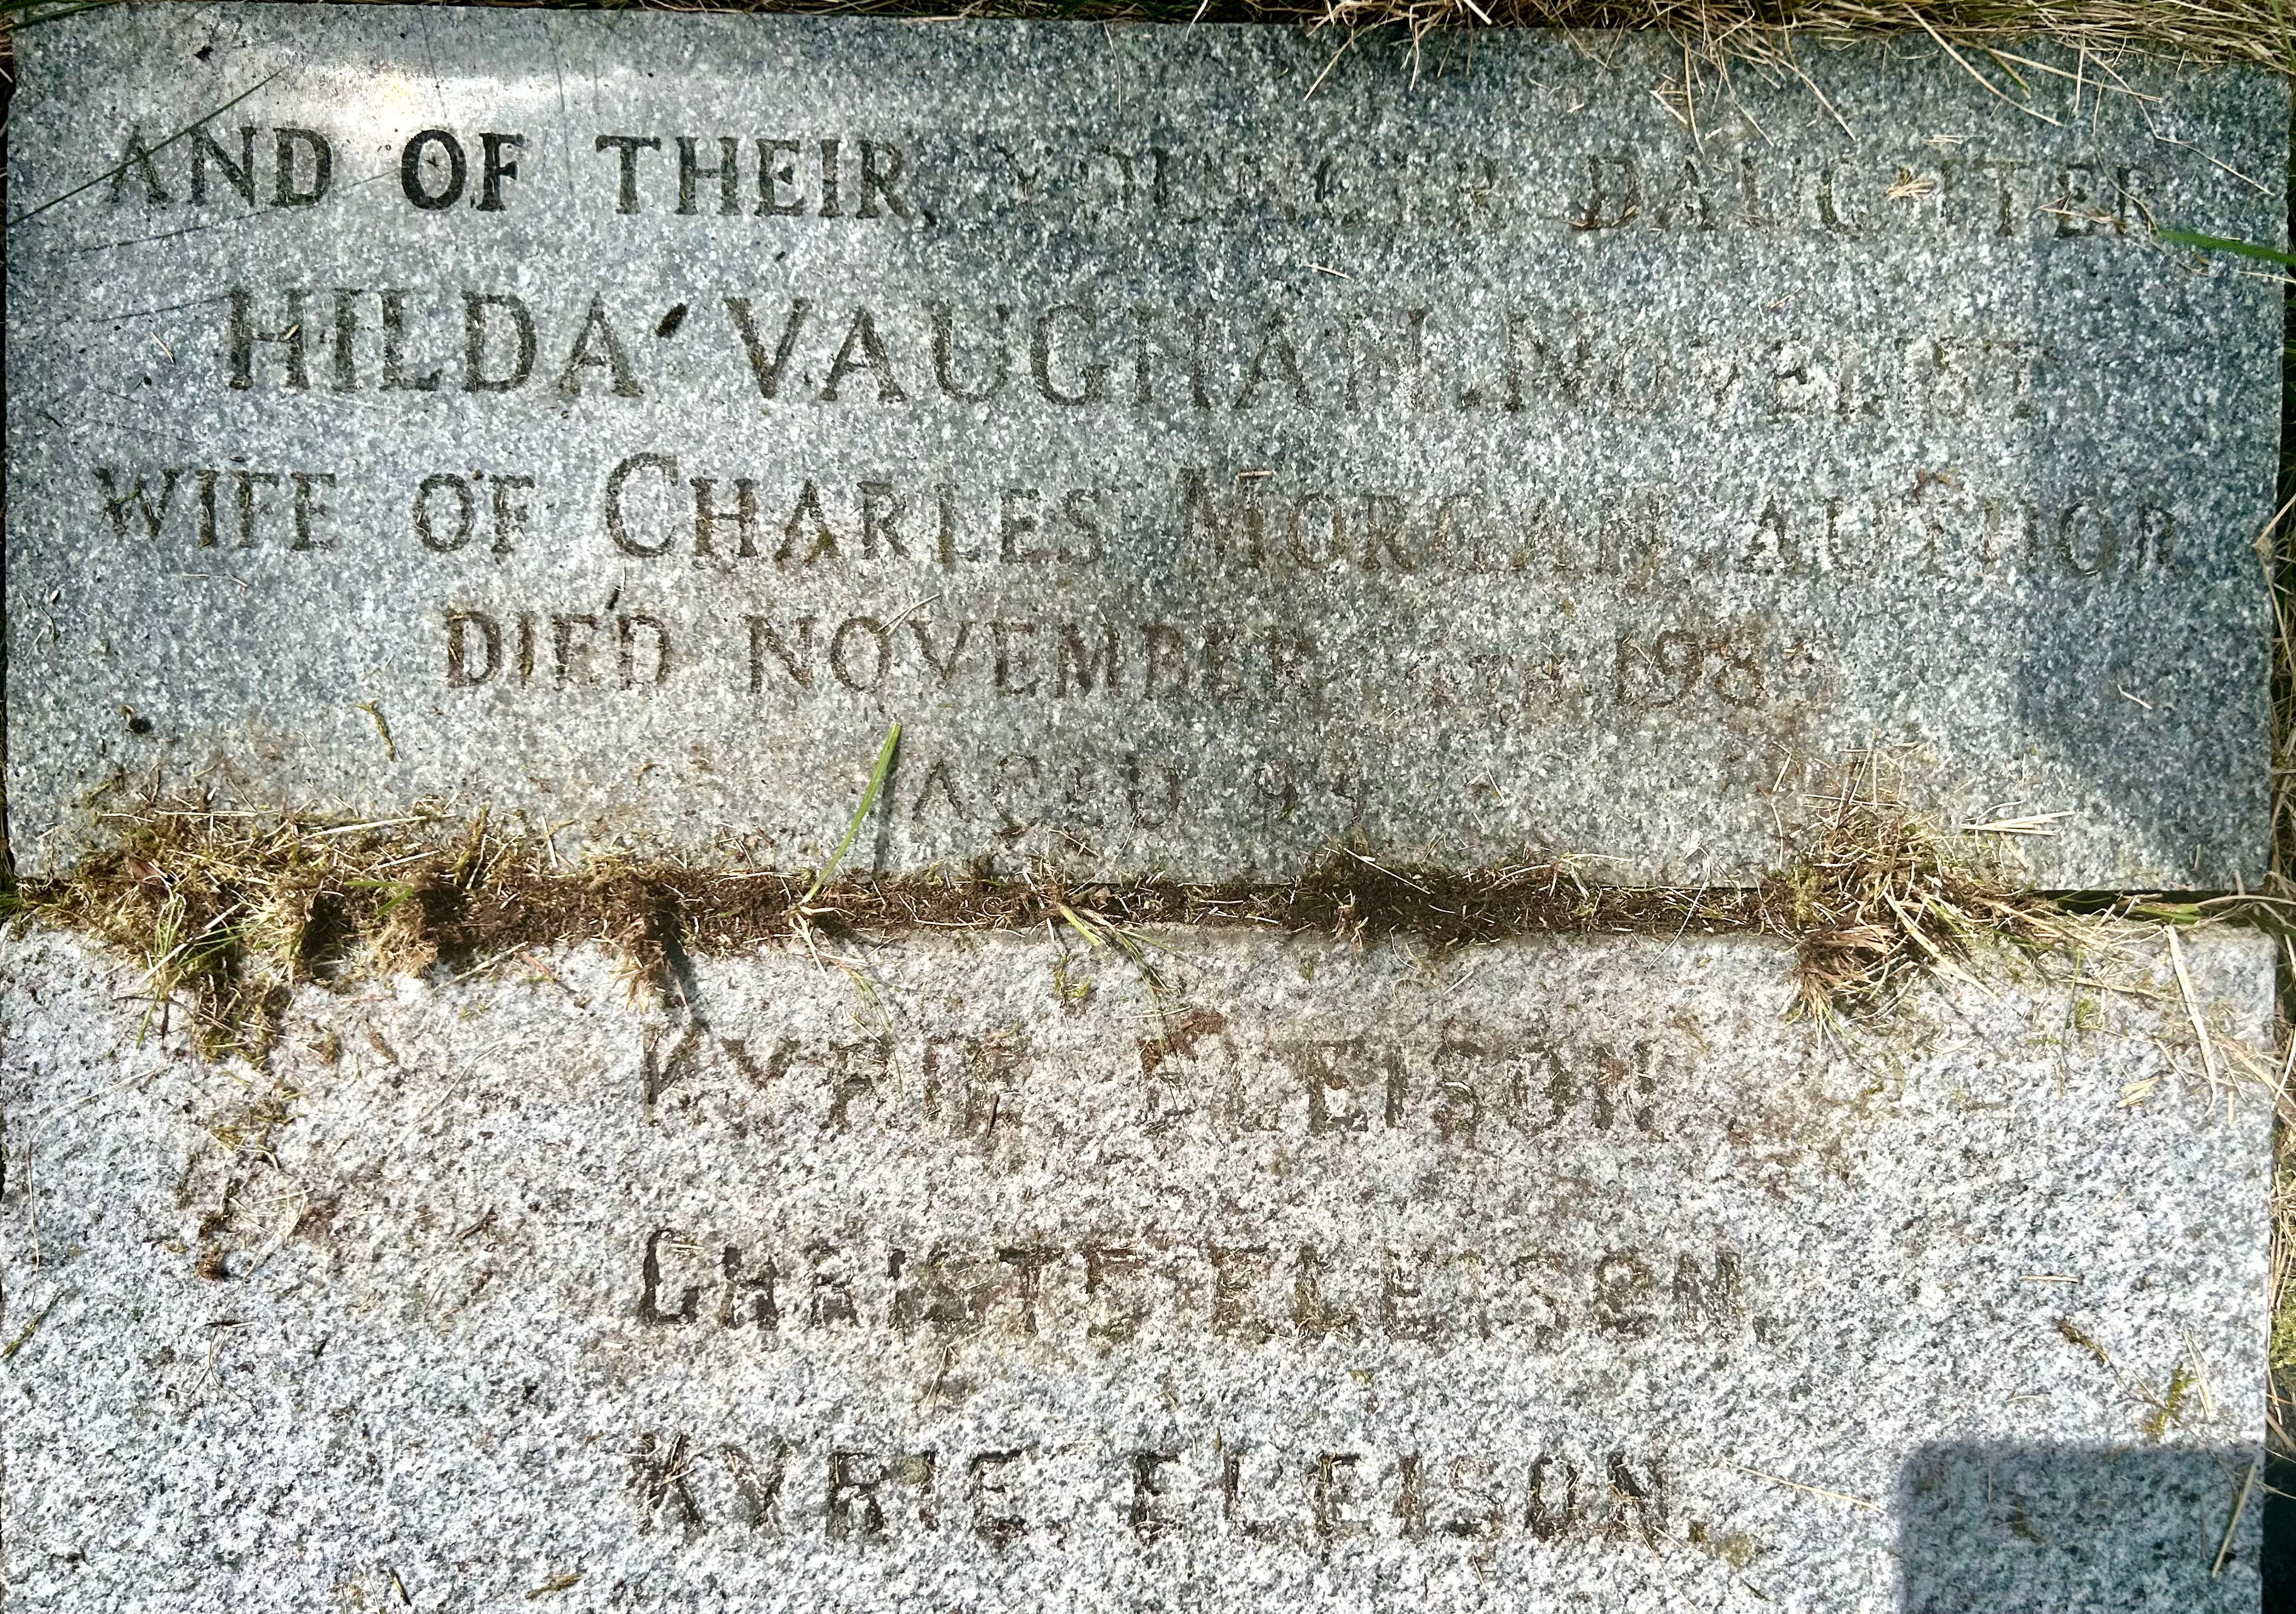 AND OF THEIR YOUNGER DAUGHTER
HILDA VAUGHAN. NOVELIST
WIFE OF CHARLES MORGAN. AUTHOR
DIED NOVEMBER
AGED
KYRIE ELEISON
CHRISTE ELEISON
KYRIE ELEISON